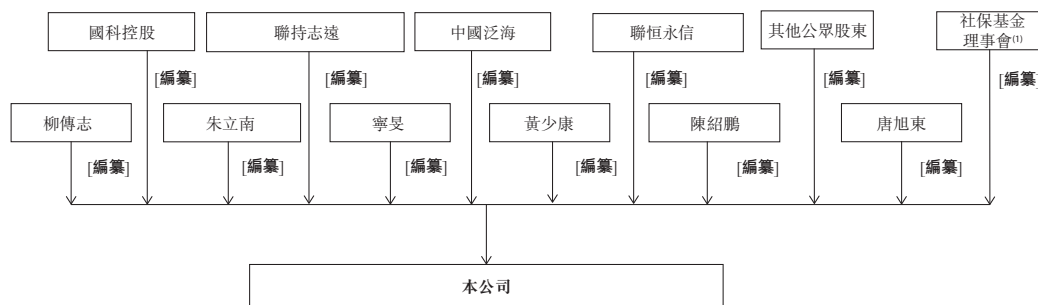 國科控股
聯持志遠
中國泛海
聯恒永信
其他公眾股東
社保基金
理事會(1)
[編纂]
[編纂]
[編纂]
[編纂]
[編纂]
[編纂]
柳傳志
朱立南
寧旻
黃少康
陳紹鵬
唐旭東
[編纂]
[編纂]
[編纂]
[編纂]
[編纂]
[編纂]
本公司